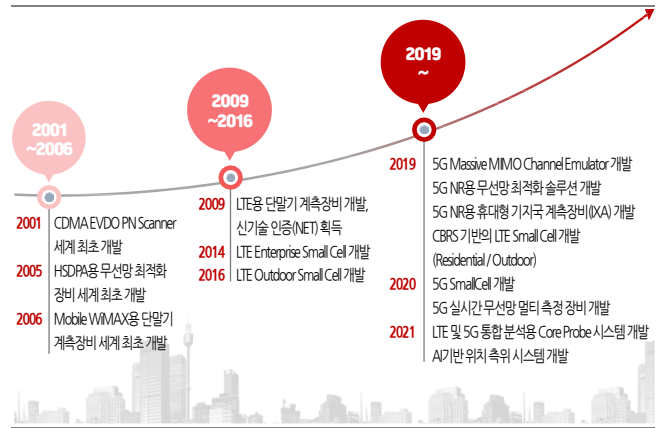 2001
~2006
2001 CDMA EVDO PN Scanner
세계 최초 개발
2005 HSDPA용 무선망 최적화
장비 세계 최초 개발
2006 Mobile WiMAX용 단말기
계측장비 세계 최초 개발
2009
~2016
2009 LTE용 단말기 계측장비 개발,
신기술 인증(NET) 획득
2014 LTE Enterprise Small Cell 개발
2016 LTE Outdoor Small Cell 개발
2019
~
2019 5G Massive MIMO Channel Emulator 개발
5G NR용 무선망 최적화 솔루션 개발
5G NR용 휴대형 기지국 계측장비(IXA) 개발
CBRS 기반의 LTE Small Cell 개발
(Residential / Outdoor)
2020 5G SmallCell 개발
5G 실시간 무선망 멀티 측정 장비 개발
2021 LTE 및 5G 통합 분석용 Core Probe 시스템 개발
AI기반 위치 측위 시스템 개발